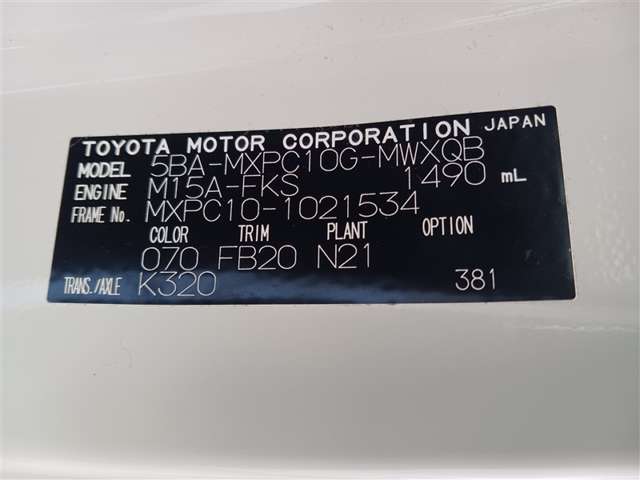 TOYOTA MOTOR CORPORATION JAPAN
MODEL 5BA-MXPC10G-MWXQB
ENGINE M15A-FKS 1490 mL
FRAME No. MXPC10-1021534
COLOR TRIM PLANT OPTION
070 FB20 N21
TRANS./AXLE K320 381